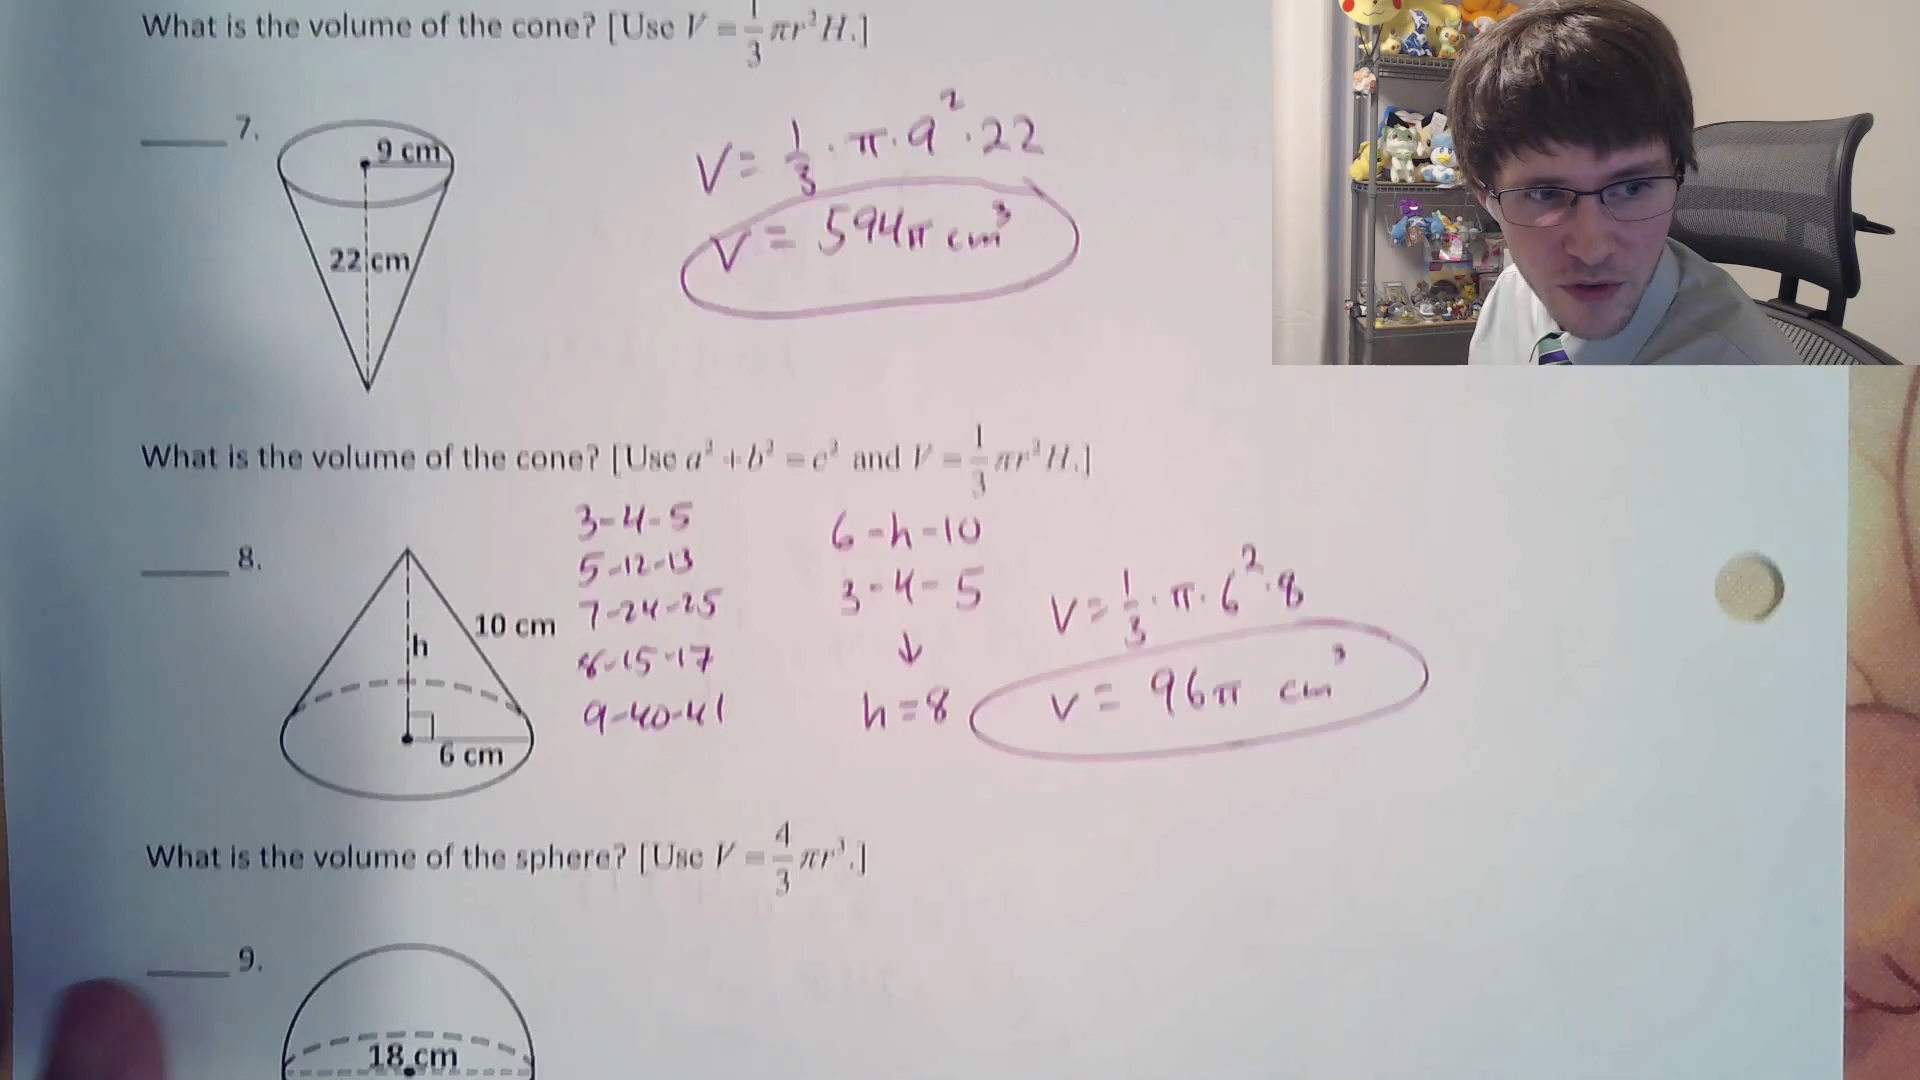 What is the volume of the cone? [Use V = 1/3 πr²H.]
7.
9 cm
22 cm
V = 1/3 · π · 9² · 22
V = 594π cm³
What is the volume of the cone? [Use a² + b² = c² and V = 1/3 πr²H.]
8.
10 cm
h
6 cm
3-4-5
5-12-13
7-24-25
8-15-17
9-40-41
6-h-10
3-4-5
↓
h = 8
V = 1/3 · π · 6² · 8
V = 96π cm³
What is the volume of the sphere? [Use V = 4/3 πr³.]
9.
18 cm